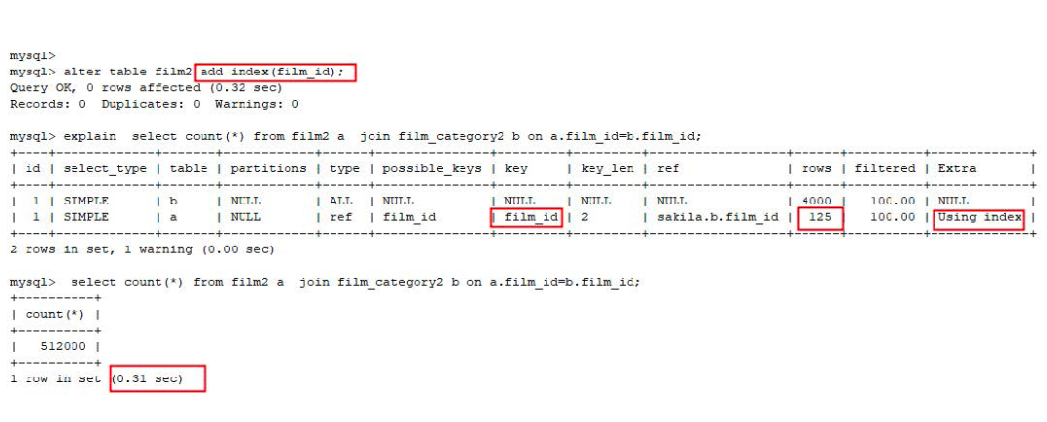 mysql>
mysql> alter table film2 add index(film_id);
Query OK, 0 rows affected (0.32 sec)
Records: 0  Duplicates: 0  Warnings: 0
mysql> explain  select count(*) from film2 a  join film_category2 b on a.film_id=b.film_id;
+----+-------------+-------+------------+------+---------------+---------+---------+------------------+------+----------+-------------+
| id | select_type | table | partitions | type | possible_keys | key | key_len | ref | rows | filtered | Extra |
+----+-------------+-------+------------+------+---------------+---------+---------+------------------+------+----------+-------------+
| 1 | SIMPLE | b | NULL | ALL | NULL | NULL | NULL | NULL | 4000 | 100.00 | NULL |
| 1 | SIMPLE | a | NULL | ref | film_id | film_id | 2 | sakila.b.film_id | 125 | 100.00 | Using index |
+----+-------------+-------+------------+------+---------------+---------+---------+------------------+------+----------+-------------+
2 rows in set, 1 warning (0.00 sec)
mysql>  select count(*) from film2 a  join film_category2 b on a.film_id=b.film_id;
+----------+
| count(*) |
+----------+
|   512000 |
+----------+
1 row in set (0.31 sec)